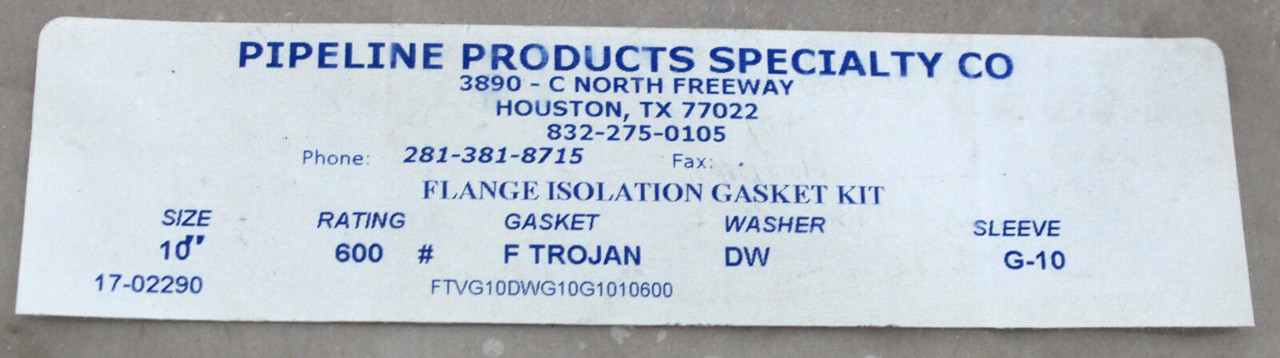 PIPELINE PRODUCTS SPECIALTY CO
3890 - C NORTH FREEWAY
HOUSTON, TX 77022
832-275-0105
Phone: 281-381-8715 Fax: .
FLANGE ISOLATION GASKET KIT
SIZE RATING GASKET WASHER SLEEVE
10" 600 # F TROJAN DW G-10
17-02290 FTVG10DWG10G1010600